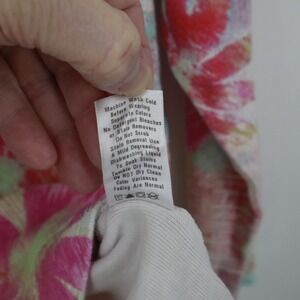 Machine Wash Cold
Before Wearing
Separate Colors
No Detergent Bleaches
or Stain Removers
Do Not Scrub
Stain Removal Use
A Mild Degreasing
Dishwashing Liquid
To Soak Stains
Tumble Dry Normal
Do NOT Dry Clean
Color Variances
Fading Are Normal